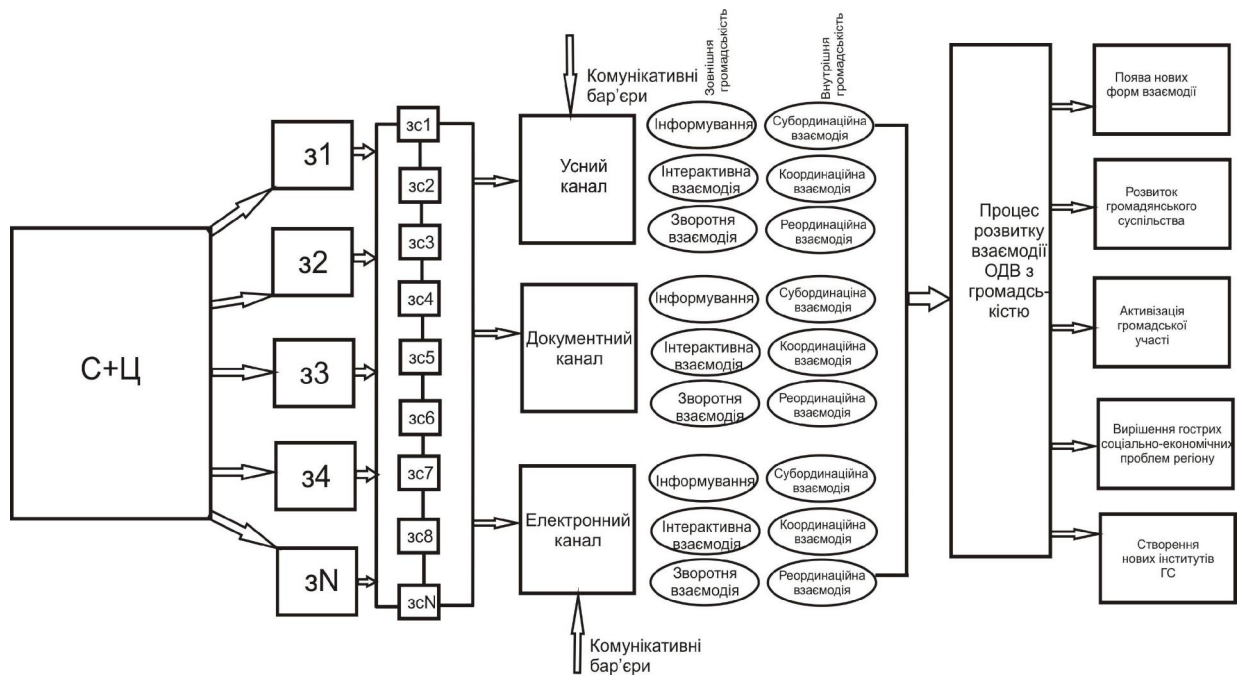 С+Ц
з1
з2
з3
з4
зN
зс1
зс2
зс3
зс4
зс5
зс6
зс7
зс8
зсN
Комунікативні
бар’єри
Усний
канал
Документний
канал
Електронний
канал
Комунікативні
бар’єри
Зовнішня
громадськість
Інформування
Інтерактивна
взаємодія
Зворотня
взаємодія
Інформування
Інтерактивна
взаємодія
Зворотня
взаємодія
Інформування
Інтерактивна
взаємодія
Зворотня
взаємодія
Внутрішня
громадськість
Субординаційна
взаємодія
Координаційна
взаємодія
Реординаційна
взаємодія
Субординаціна
взаємодія
Координаційна
взаємодія
Реординаційна
взаємодія
Субординаційна
взаємодія
Координаційна
взаємодія
Реординаційна
взаємодія
Процес
розвитку
взаємодії
ОДВ з
громадсь-
кістю
Поява нових
форм взаємодії
Розвиток
громадянського
суспільства
Активизація
громадської
участі
Вирішення гострих
соціально-економічних
проблем регіону
Створення
нових інститутів
ГС